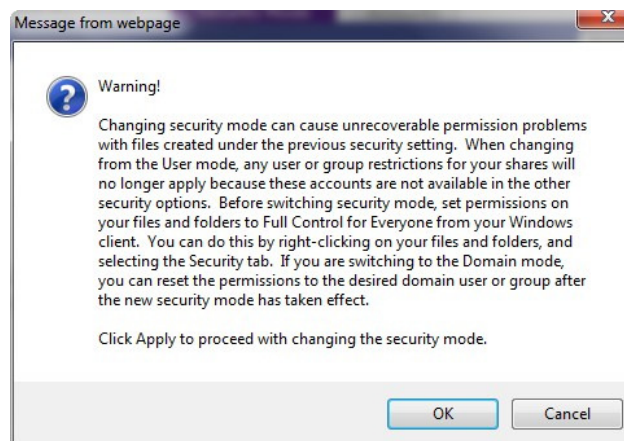 Message from webpage
Warning!
Changing security mode can cause unrecoverable permission problems
with files created under the previous security setting.  When changing
from the User mode, any user or group restrictions for your shares will
no longer apply because these accounts are not available in the other
security options.  Before switching security mode, set permissions on
your files and folders to Full Control for Everyone from your Windows
client.  You can do this by right-clicking on your files and folders, and
selecting the Security tab.  If you are switching to the Domain mode,
you can reset the permissions to the desired domain user or group after
the new security mode has taken effect.
Click Apply to proceed with changing the security mode.
OK
Cancel